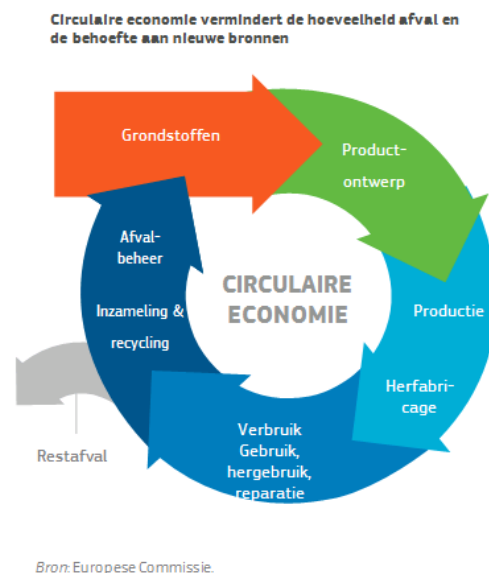 Circulaire economie vermindert de hoeveelheid afval en
de behoefte aan nieuwe bronnen
Grondstoffen
Product-
ontwerp
Afval-
beheer
Inzameling &
recycling
CIRCULAIRE
ECONOMIE
Productie
Herfabri-
cage
Verbruik
Gebruik,
hergebruik,
reparatie
Restafval
Bron: Europese Commissie.